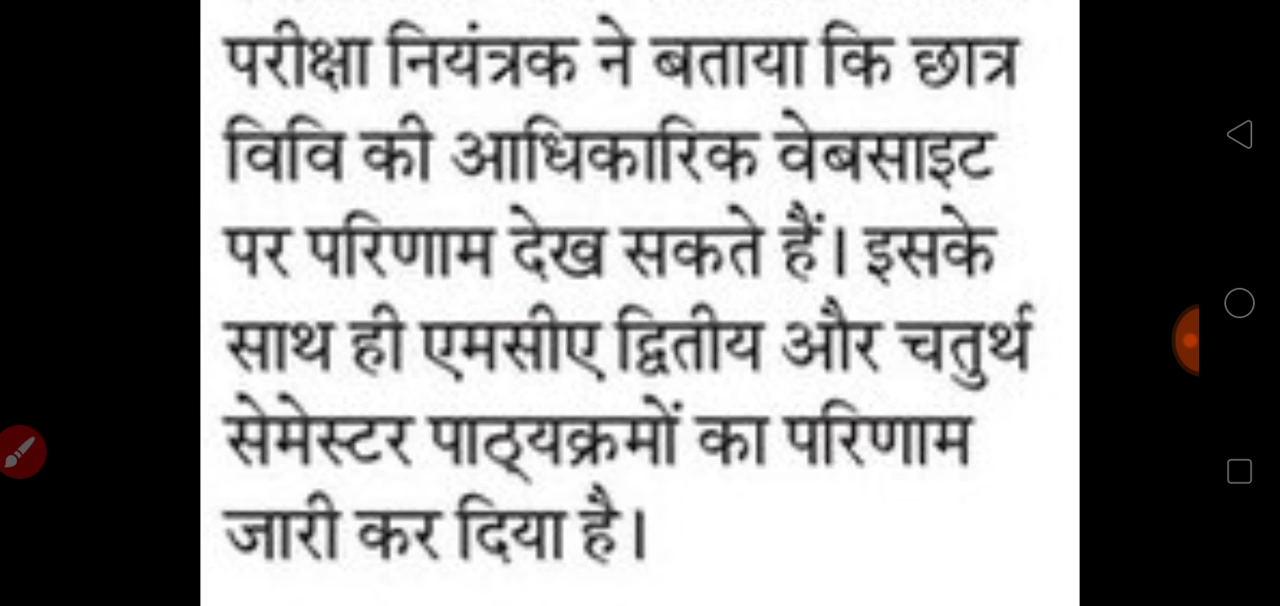 परीक्षा नियंत्रक ने बताया कि छात्र
विवि की आधिकारिक वेबसाइट
पर परिणाम देख सकते हैं। इसके
साथ ही एमसीए द्वितीय और चतुर्थ
सेमेस्टर पाठ्यक्रमों का परिणाम
जारी कर दिया है।